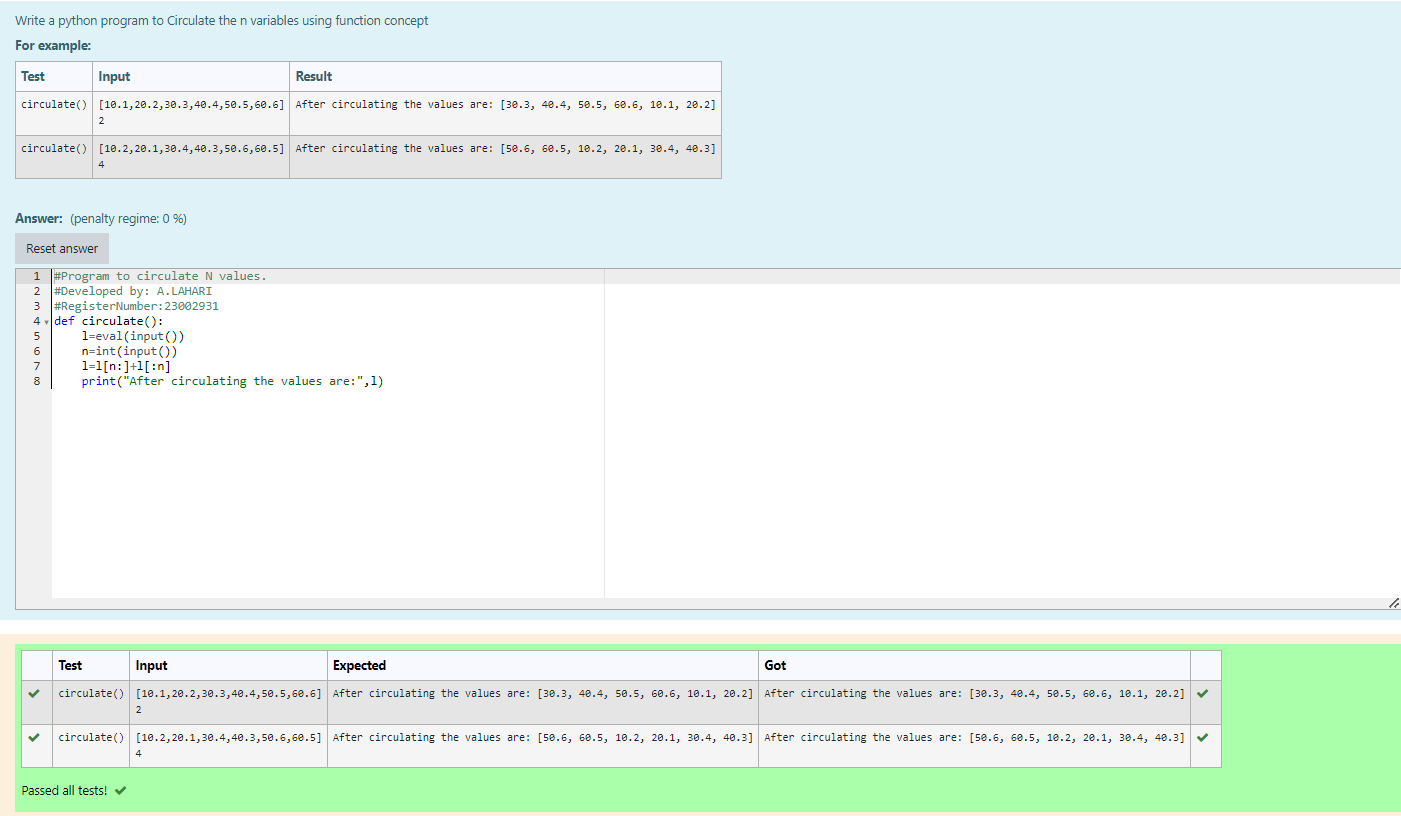 Write a python program to Circulate the n variables using function concept
For example:
Test Input Result
circulate() [10.1,20.2,30.3,40.4,50.5,60.6] After circulating the values are: [30.3, 40.4, 50.5, 60.6, 10.1, 20.2]
2
circulate() [10.2,20.1,30.4,40.3,50.6,60.5] After circulating the values are: [50.6, 60.5, 10.2, 20.1, 30.4, 40.3]
4
Answer: (penalty regime: 0 %)
Reset answer
1 #Program to circulate N values.
2 #Developed by: A.LAHARI
3 #RegisterNumber:23002931
4 def circulate():
5     l=eval(input())
6     n=int(input())
7     l=l[n:]+l[:n]
8     print("After circulating the values are:",l)
Test Input Expected Got
circulate() [10.1,20.2,30.3,40.4,50.5,60.6] After circulating the values are: [30.3, 40.4, 50.5, 60.6, 10.1, 20.2] After circulating the values are: [30.3, 40.4, 50.5, 60.6, 10.1, 20.2]
2
circulate() [10.2,20.1,30.4,40.3,50.6,60.5] After circulating the values are: [50.6, 60.5, 10.2, 20.1, 30.4, 40.3] After circulating the values are: [50.6, 60.5, 10.2, 20.1, 30.4, 40.3]
4
Passed all tests!